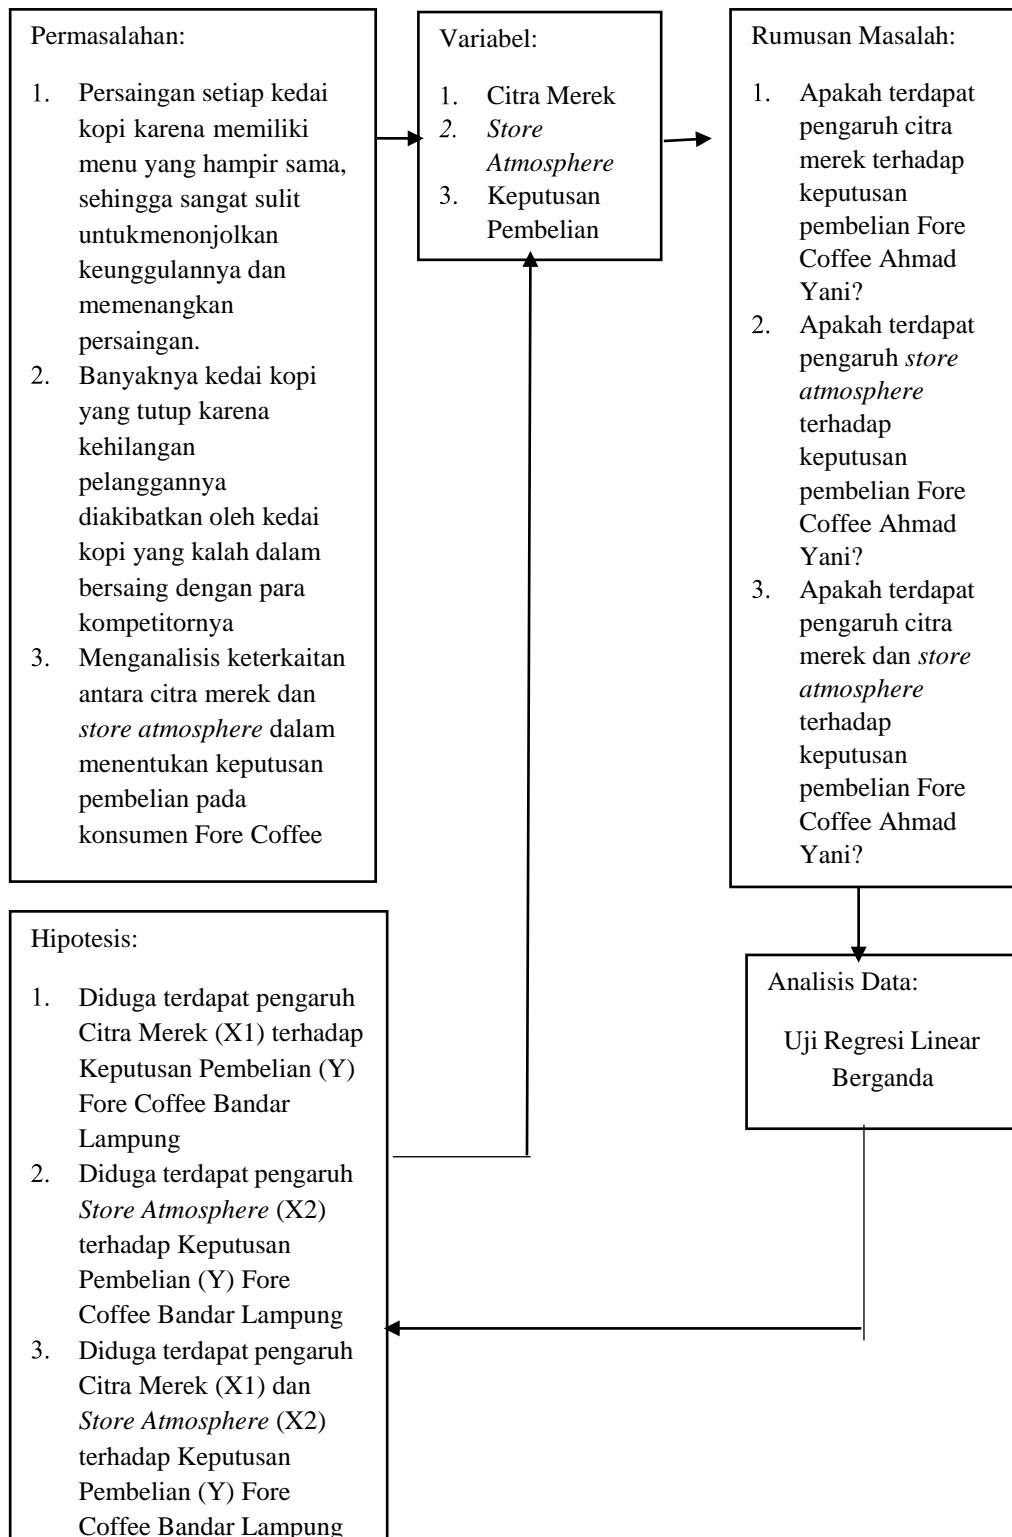 Permasalahan:
1. Persaingan setiap kedai
kopi karena memiliki
menu yang hampir sama,
sehingga sangat sulit
untukmenonjolkan
keunggulannya dan
memenangkan
persaingan.
2. Banyaknya kedai kopi
yang tutup karena
kehilangan
pelanggannya
diakibatkan oleh kedai
kopi yang kalah dalam
bersaing dengan para
kompetitornya
3. Menganalisis keterkaitan
antara citra merek dan
store atmosphere dalam
menentukan keputusan
pembelian pada
konsumen Fore Coffee
Variabel:
1. Citra Merek
2. Store
Atmosphere
3. Keputusan
Pembelian
Rumusan Masalah:
1. Apakah terdapat
pengaruh citra
merek terhadap
keputusan
pembelian Fore
Coffee Ahmad
Yani?
2. Apakah terdapat
pengaruh store
atmosphere
terhadap
keputusan
pembelian Fore
Coffee Ahmad
Yani?
3. Apakah terdapat
pengaruh citra
merek dan store
atmosphere
terhadap
keputusan
pembelian Fore
Coffee Ahmad
Yani?
Analisis Data:
Uji Regresi Linear
Berganda
Hipotesis:
1. Diduga terdapat pengaruh
Citra Merek (X1) terhadap
Keputusan Pembelian (Y)
Fore Coffee Bandar
Lampung
2. Diduga terdapat pengaruh
Store Atmosphere (X2)
terhadap Keputusan
Pembelian (Y) Fore
Coffee Bandar Lampung
3. Diduga terdapat pengaruh
Citra Merek (X1) dan
Store Atmosphere (X2)
terhadap Keputusan
Pembelian (Y) Fore
Coffee Bandar Lampung